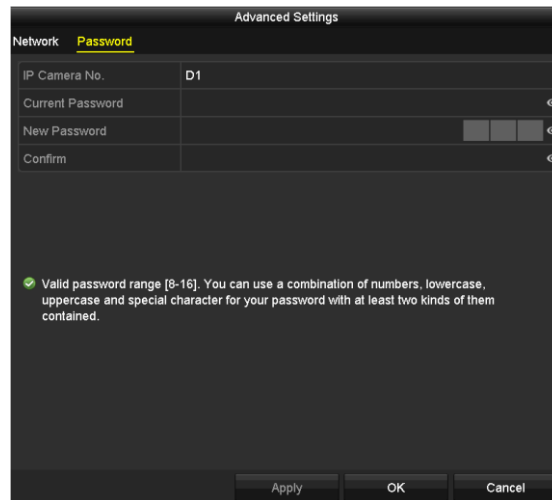 Advanced Settings
Network Password
IP Camera No. D1
Current Password
New Password
Confirm
Valid password range [8-16]. You can use a combination of numbers, lowercase,
uppercase and special character for your password with at least two kinds of them
contained.
Apply OK Cancel